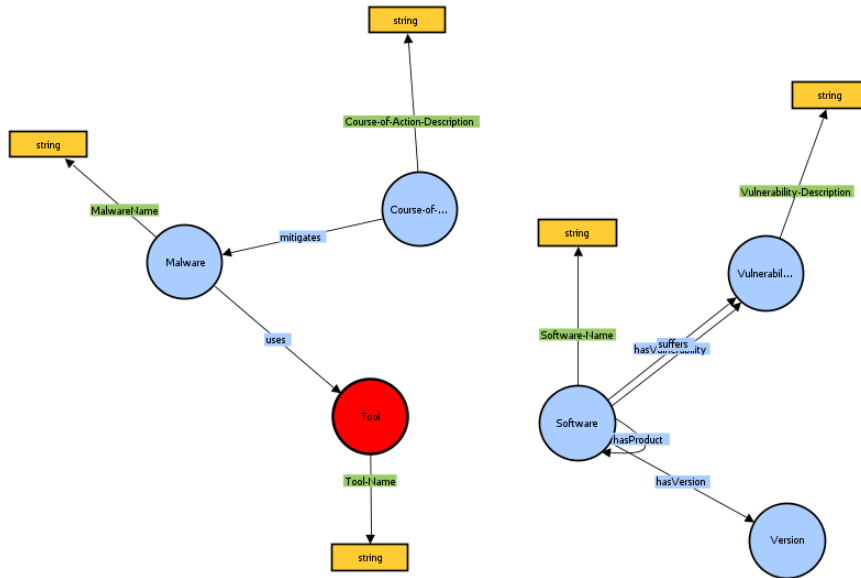 string
Course-of-Action-Description
string
MalwareName
Course-of-...
mitigates
Malware
uses
Tool
Tool-Name
string
string
Vulnerability-Description
string
Vulnerabil...
Software-Name
suffers
hasVulnerability
Software
hasProduct
hasVersion
Version